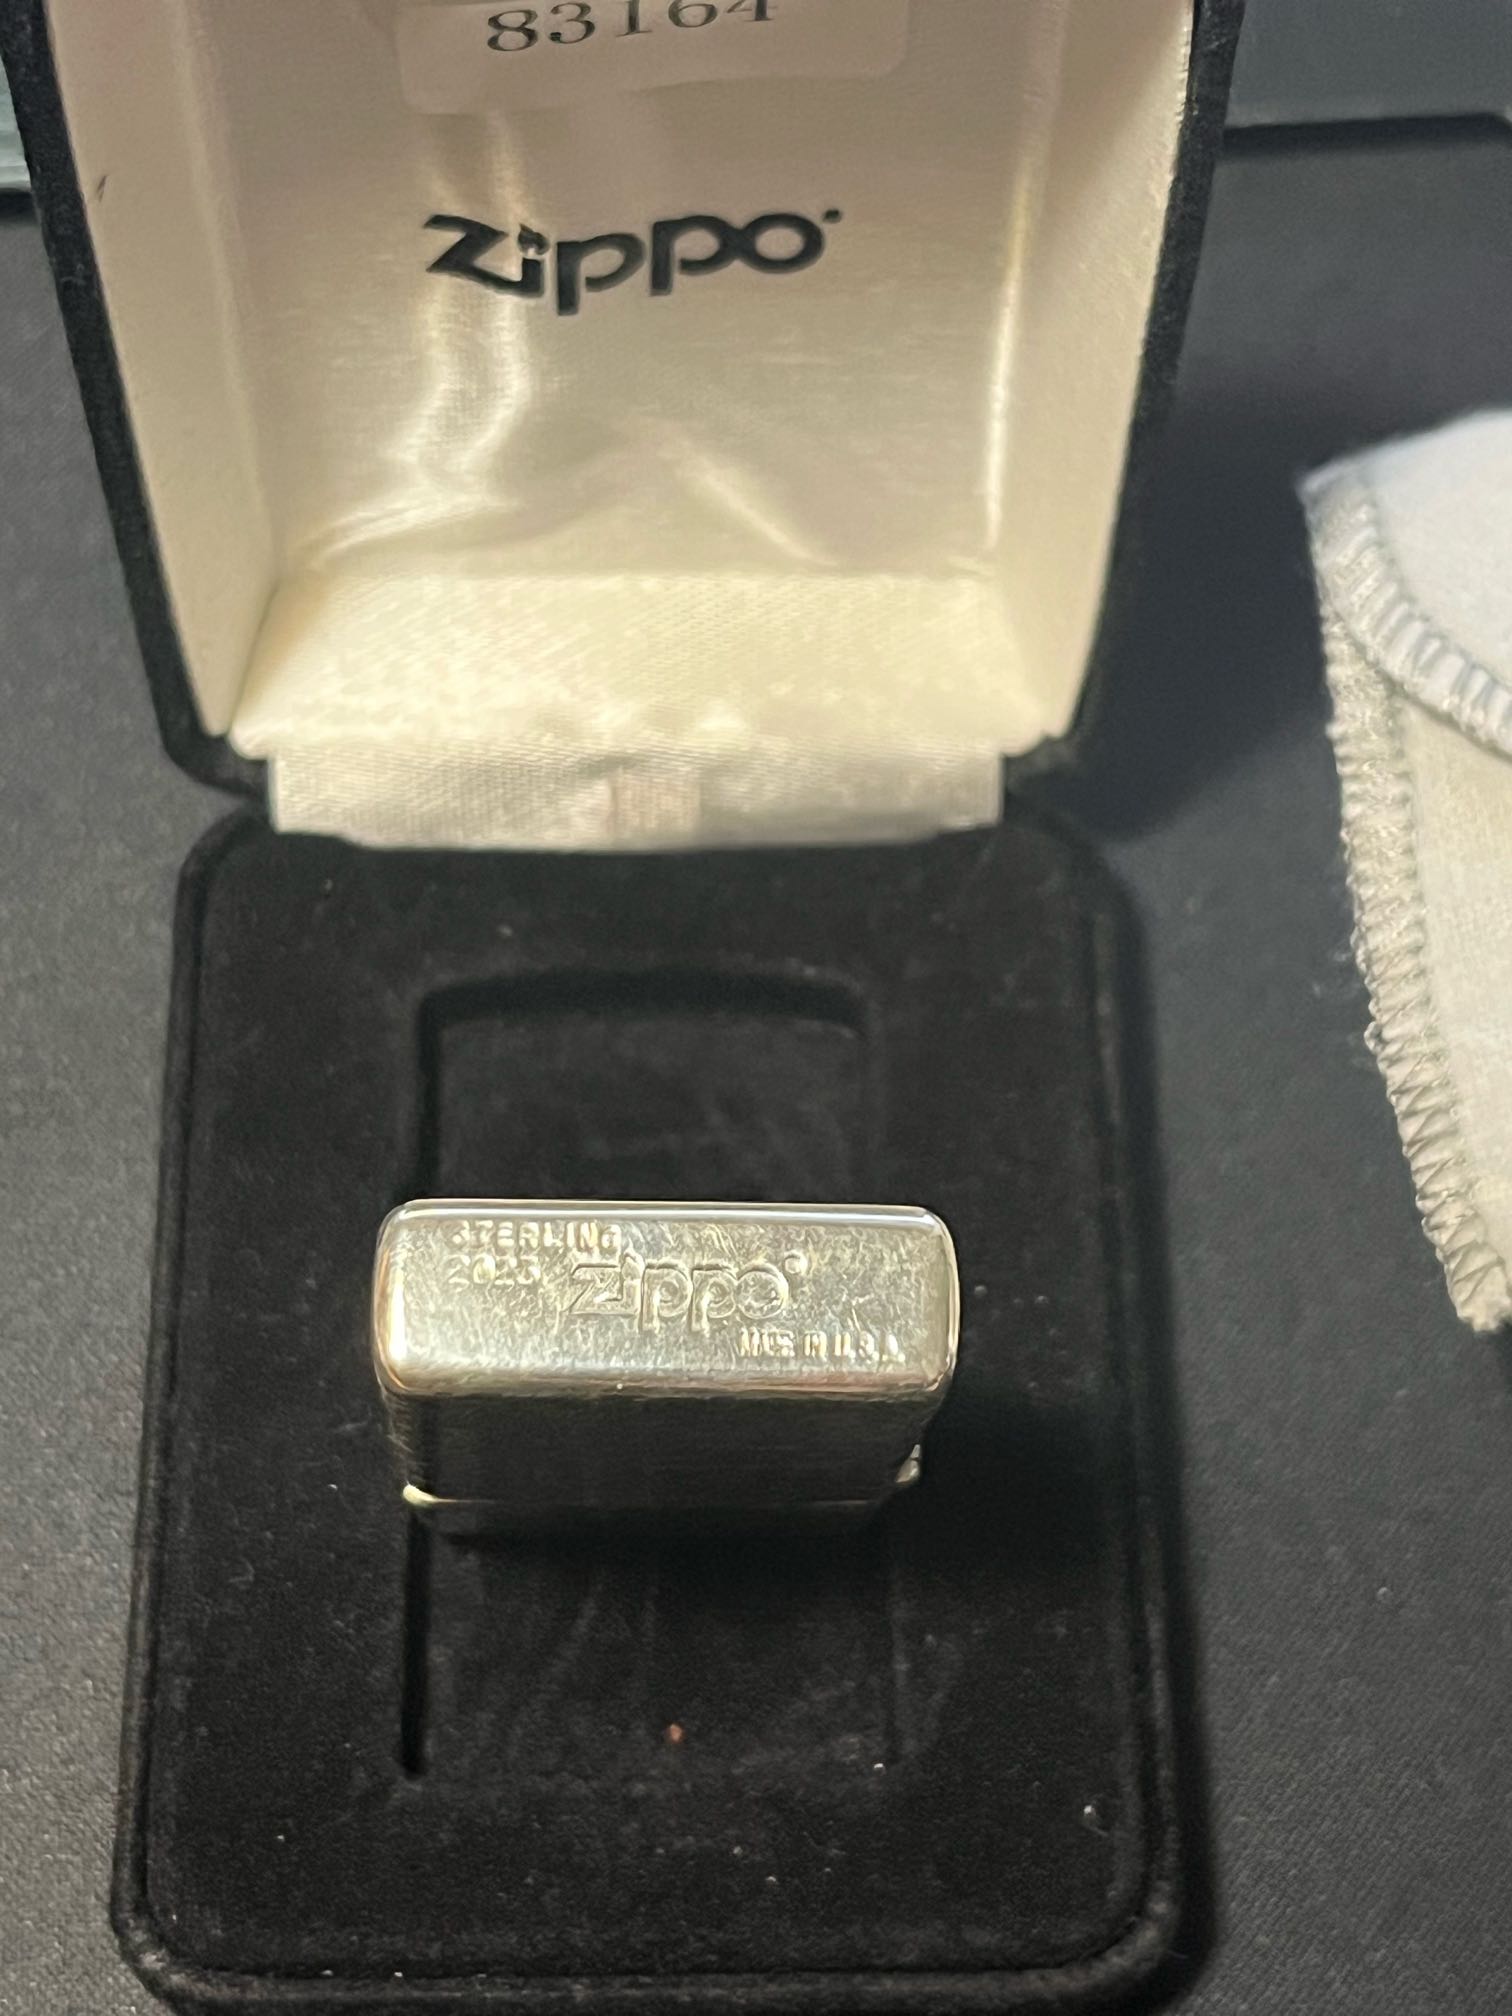 83164
Zippo
STERLING
2023 Zippo®
MADE IN U.S.A.